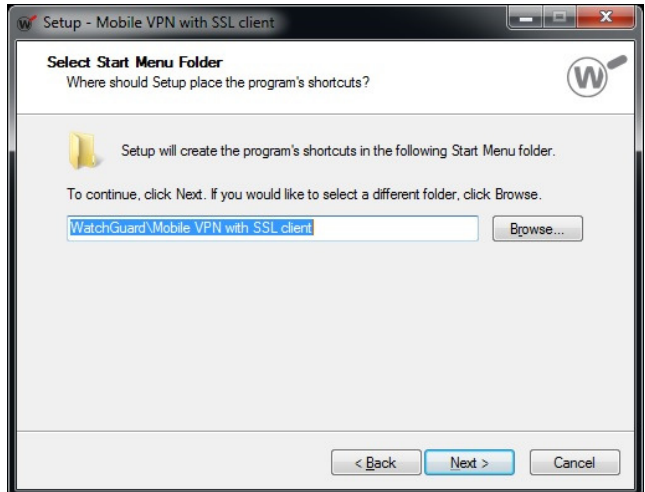 Setup - Mobile VPN with SSL client
Select Start Menu Folder
Where should Setup place the program's shortcuts?
W
Setup will create the program's shortcuts in the following Start Menu folder.
To continue, click Next. If you would like to select a different folder, click Browse.
WatchGuard\Mobile VPN with SSL client
Browse...
< Back
Next >
Cancel